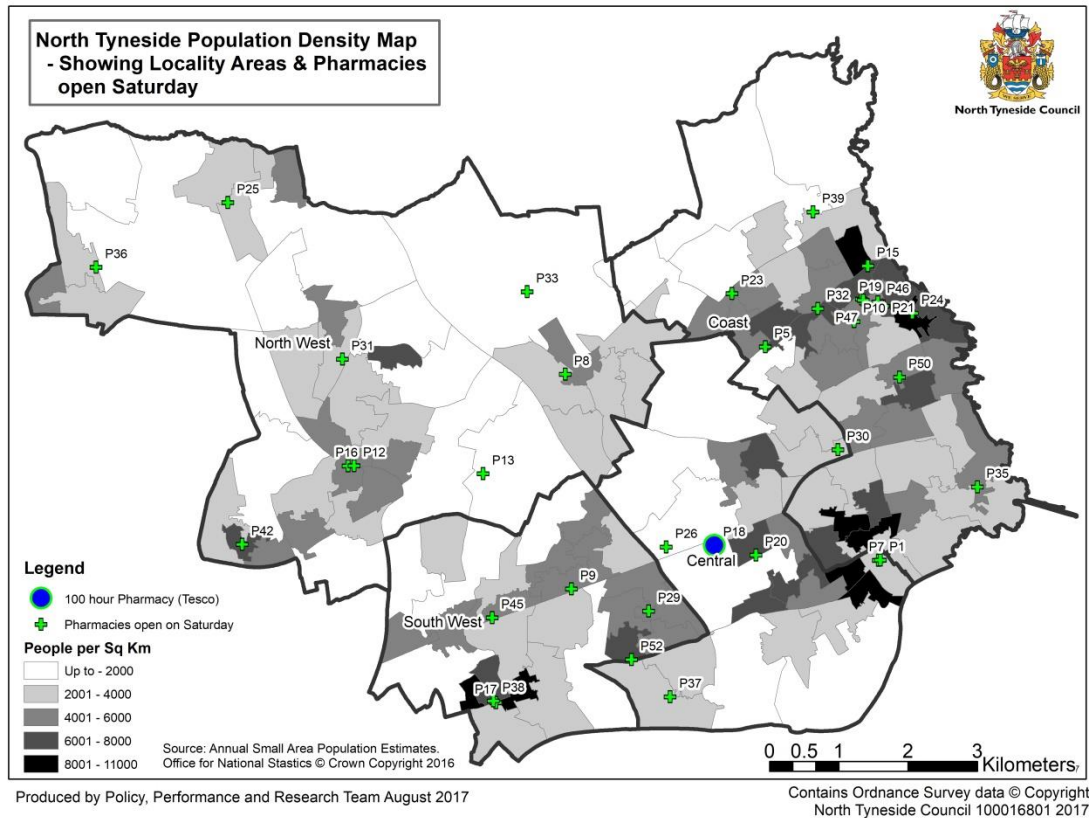 North Tyneside Population Density Map
- Showing Locality Areas & Pharmacies
open Saturday
North Tyneside Council
P25
P39
P36
P15
P33
P23
P19 P46
P32
P24
P10 P21
P47
Coast
P5
North West
P31
P8
P50
P30
P16 P12
P13
P35
P42
P26
P18
P20
P7 P1
Central
P9
P29
P45
South West
P52
P17 P38
P37
Legend
100 hour Pharmacy (Tesco)
Pharmacies open on Saturday
People per Sq Km
Up to - 2000
2001 - 4000
4001 - 6000
6001 - 8000
8001 - 11000
Source: Annual Small Area Population Estimates.
Office for National Stastics © Crown Copyright 2016
0 0.5 1 2 3
Kilometers
7
Produced by Policy, Performance and Research Team August 2017
Contains Ordnance Survey data © Copyright
North Tyneside Council 100016801 2017